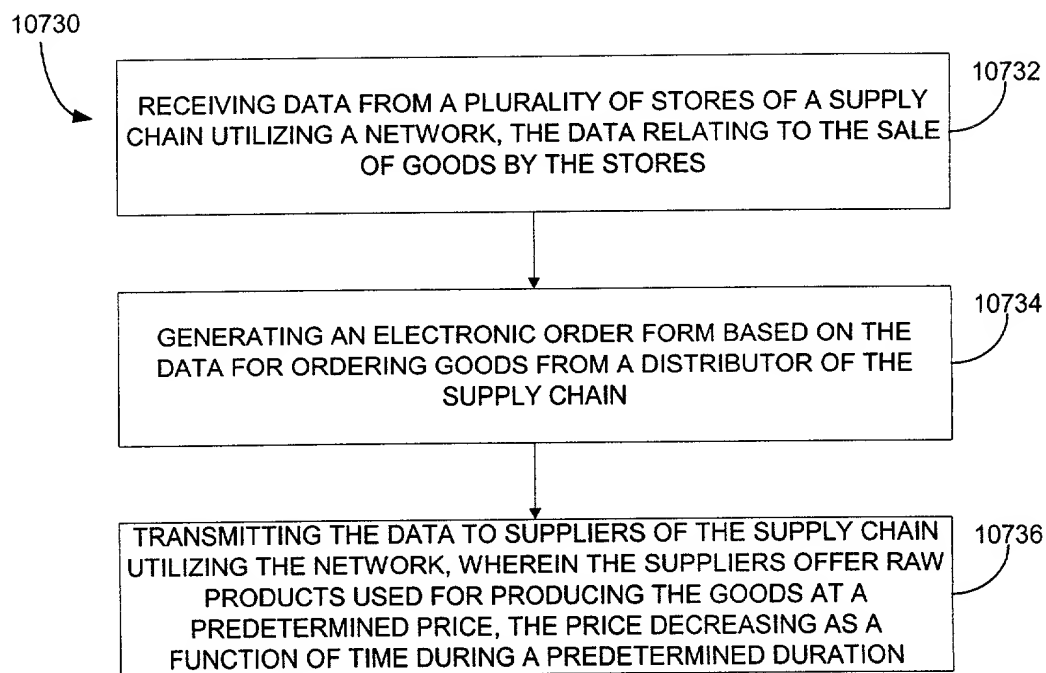 10730
RECEIVING DATA FROM A PLURALITY OF STORES OF A SUPPLY
CHAIN UTILIZING A NETWORK, THE DATA RELATING TO THE SALE
OF GOODS BY THE STORES
10732
GENERATING AN ELECTRONIC ORDER FORM BASED ON THE
DATA FOR ORDERING GOODS FROM A DISTRIBUTOR OF THE
SUPPLY CHAIN
10734
TRANSMITTING THE DATA TO SUPPLIERS OF THE SUPPLY CHAIN
UTILIZING THE NETWORK, WHEREIN THE SUPPLIERS OFFER RAW
PRODUCTS USED FOR PRODUCING THE GOODS AT A
PREDETERMINED PRICE, THE PRICE DECREASING AS A
FUNCTION OF TIME DURING A PREDETERMINED DURATION
10736